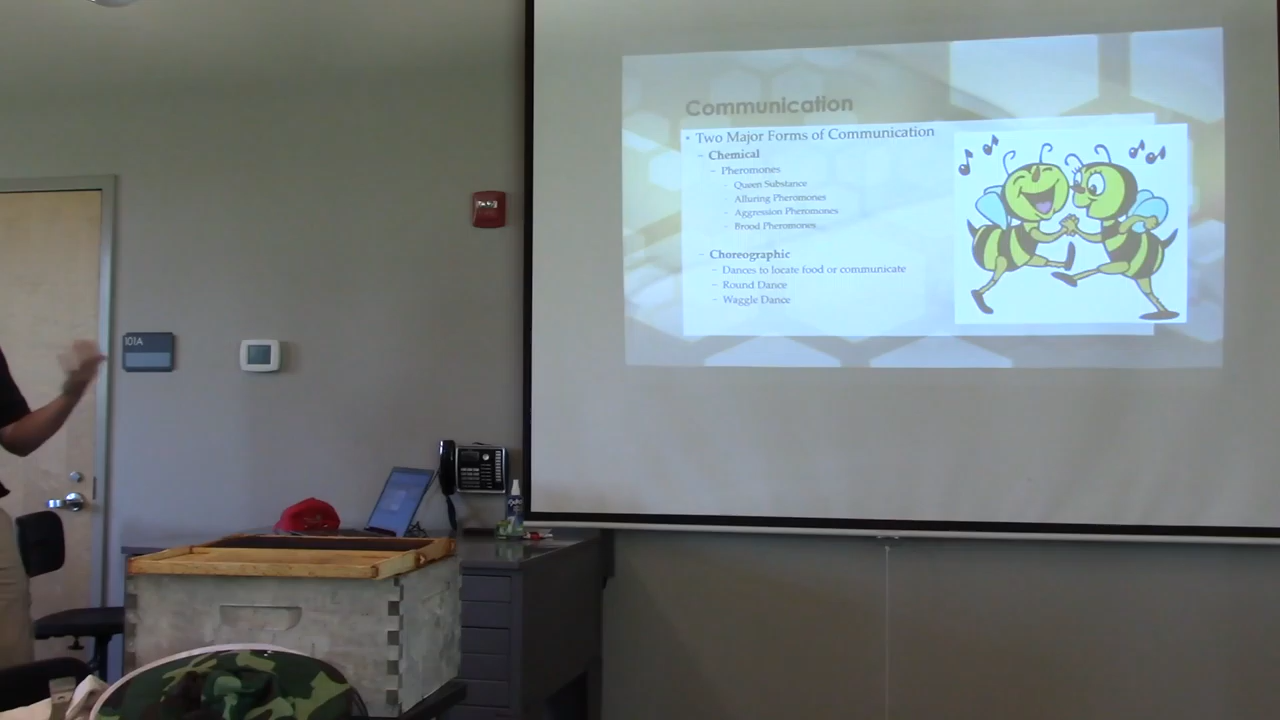 Communication
• Two Major Forms of Communication
– Chemical
– Pheromones
· Queen Substance
· Alluring Pheromones
· Aggression Pheromones
· Brood Pheromones
– Choreographic
– Dances to locate food or communicate
– Round Dance
– Waggle Dance
101A